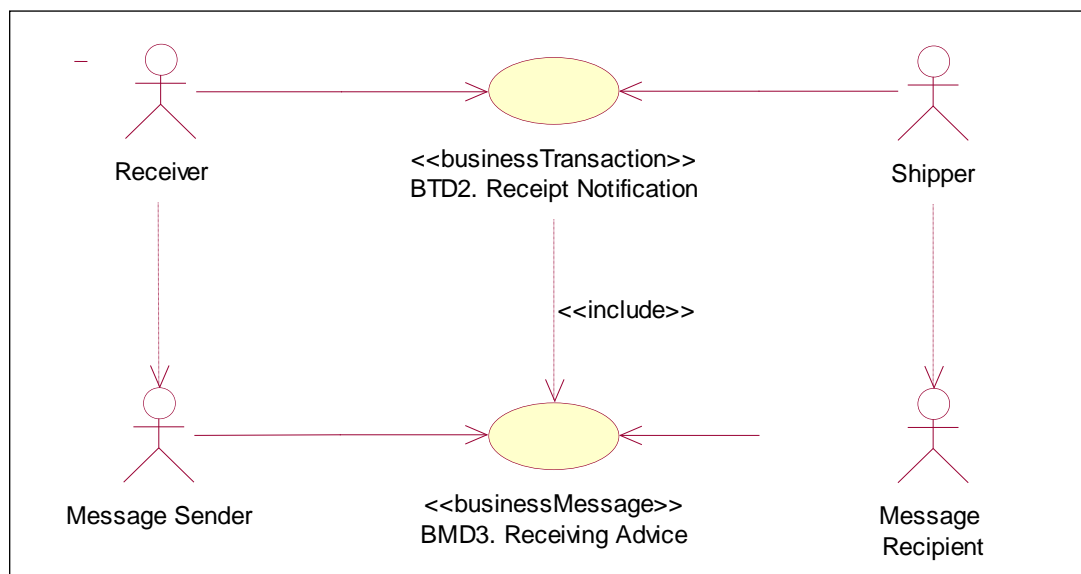 Receiver
<<businessTransaction>>
BTD2. Receipt Notification
Shipper
<<include>>
Message Sender
<<businessMessage>>
BMD3. Receiving Advice
Message
Recipient